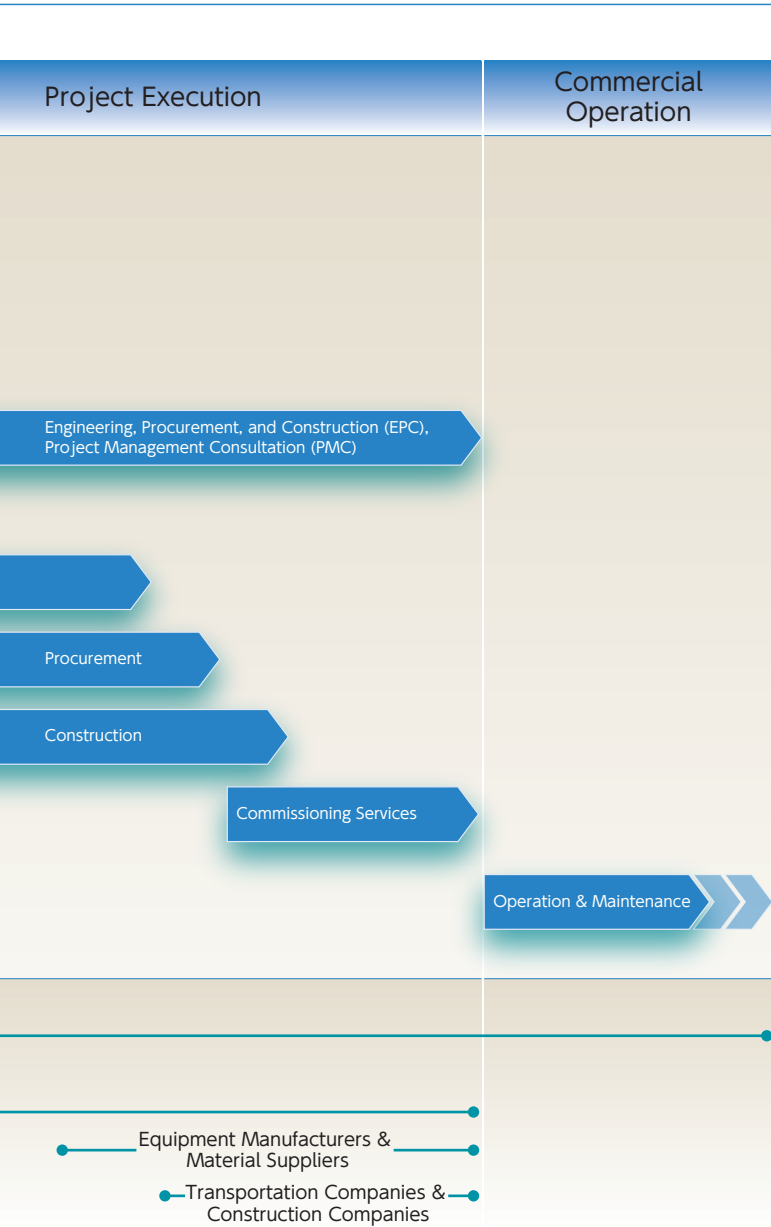 Project Execution
Commercial
Operation
Engineering, Procurement, and Construction (EPC),
Project Management Consultation (PMC)
Procurement
Construction
Commissioning Services
Operation & Maintenance
Equipment Manufacturers &
Material Suppliers
Transportation Companies &
Construction Companies